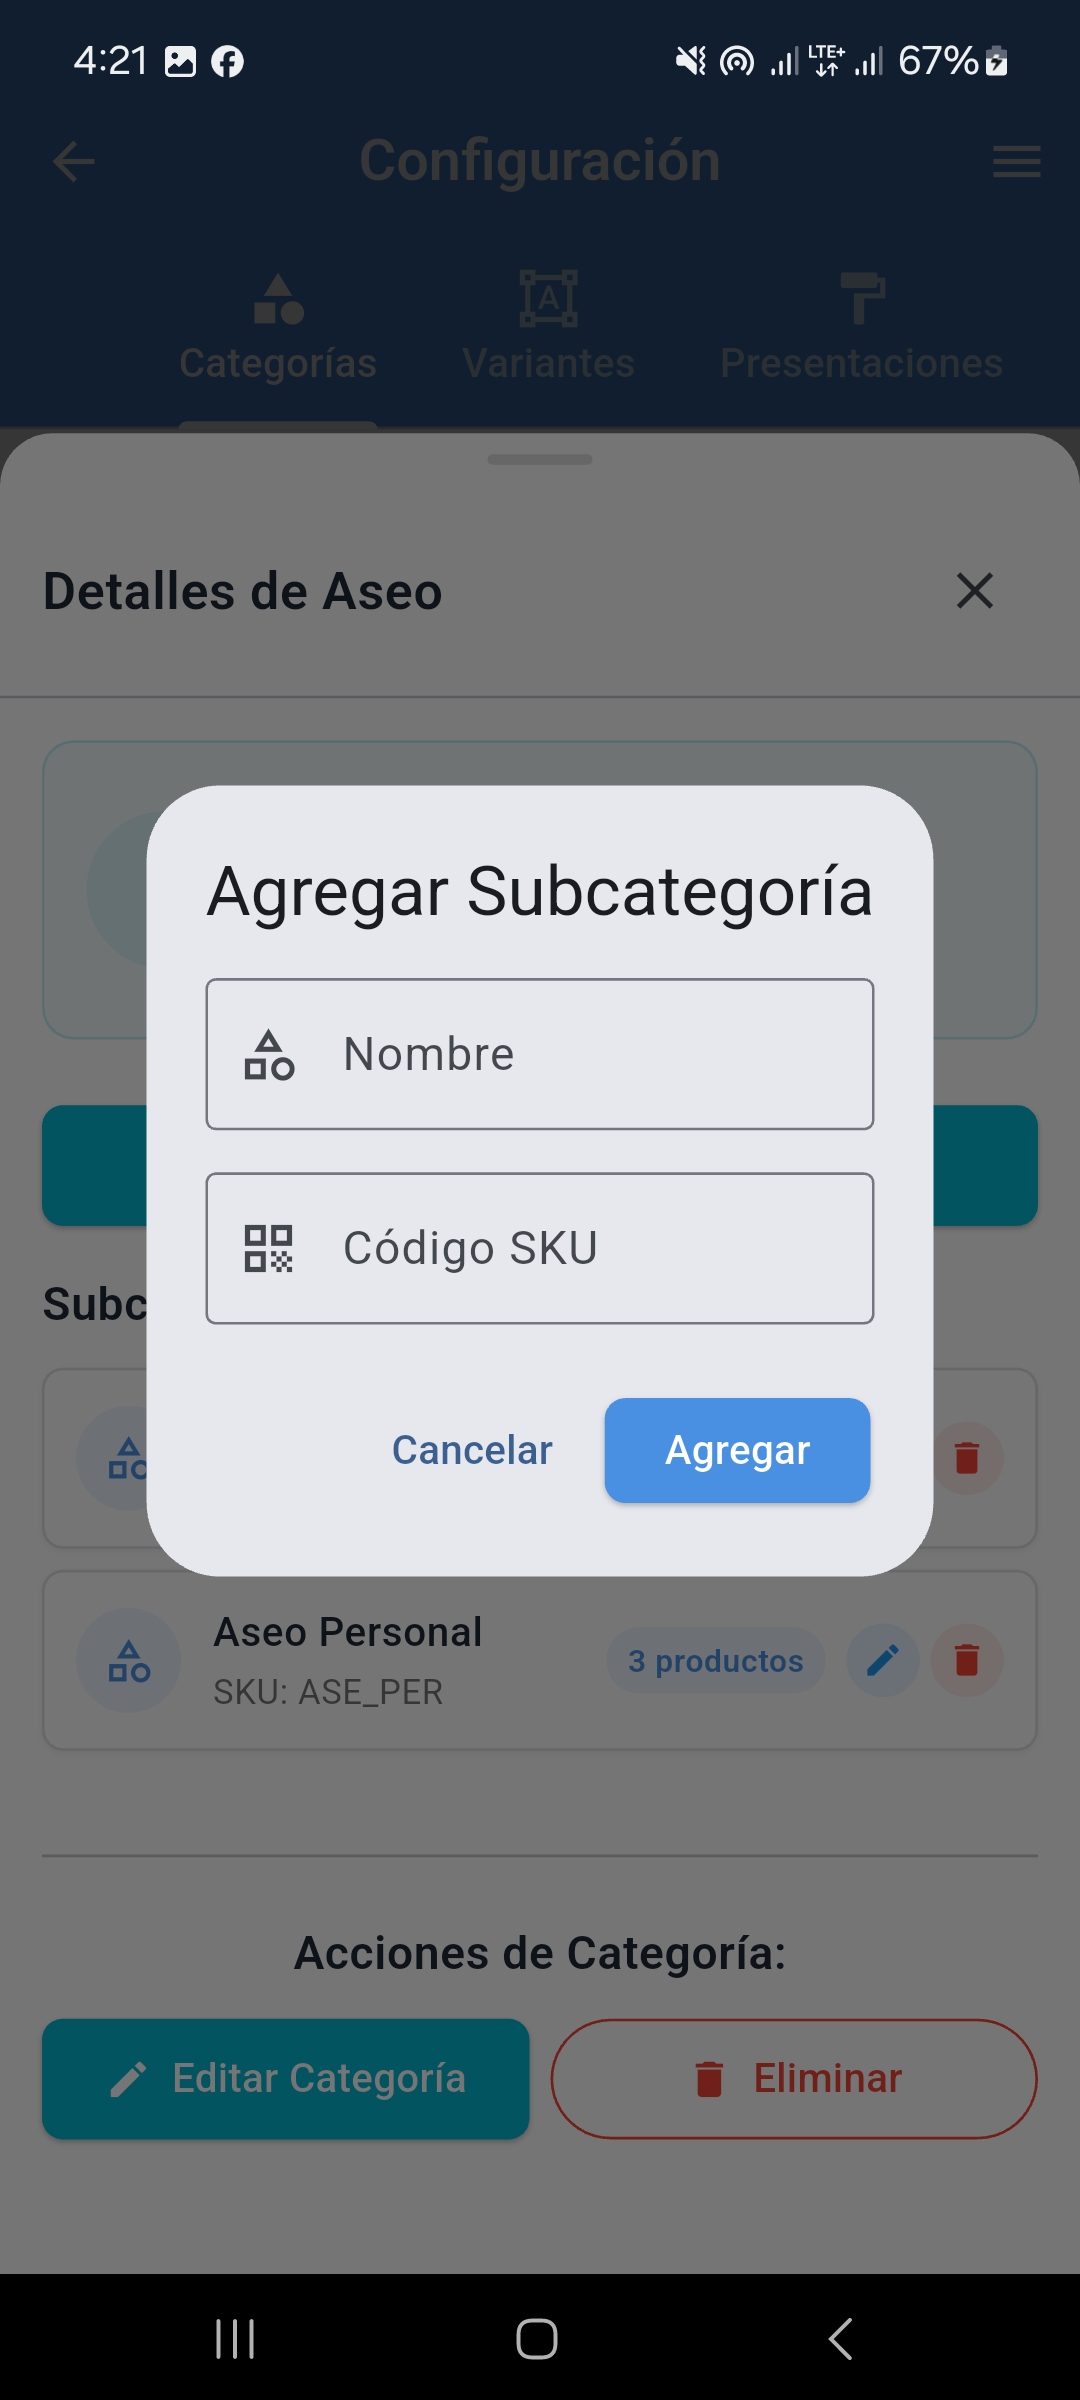 4:21
LTE+
67%
Configuración
Categorías
Variantes
Presentaciones
Detalles de Aseo
Agregar Subcategoría
Nombre
Código SKU
Cancelar
Agregar
Aseo Personal
3 productos
SKU: ASE_PER
Acciones de Categoría:
Editar Categoría
Eliminar